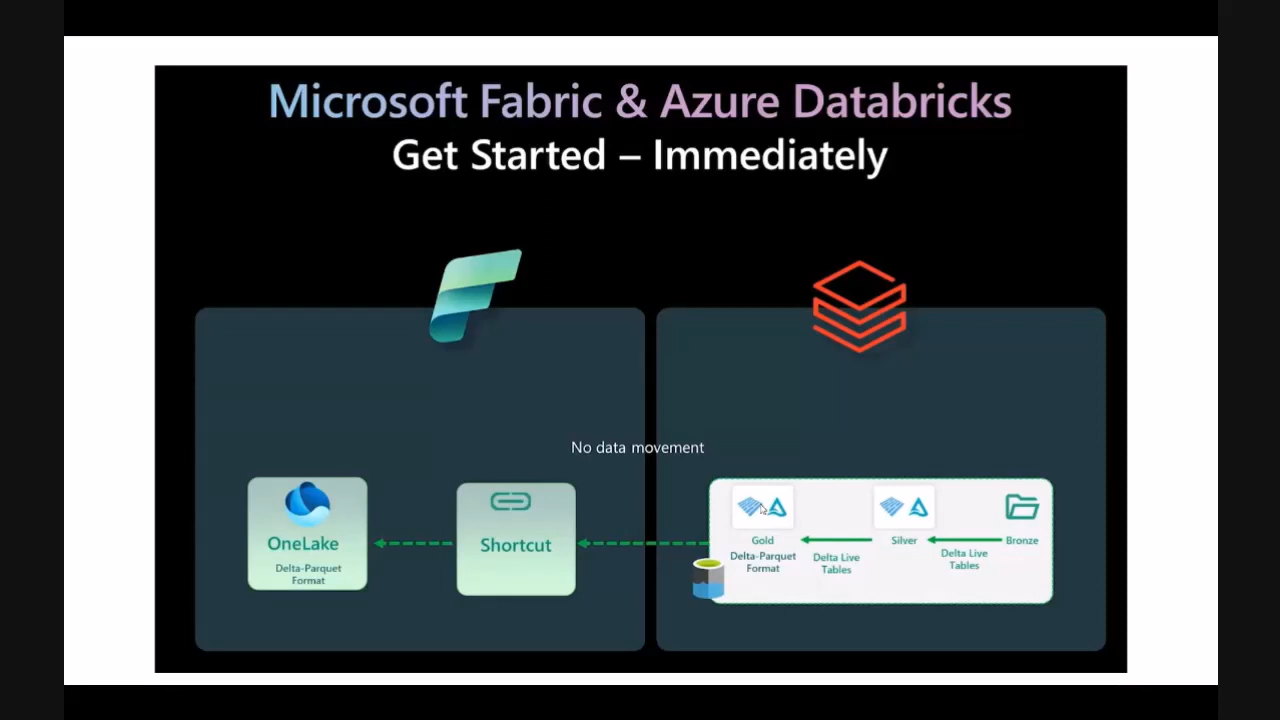 Microsoft Fabric & Azure Databricks
Get Started – Immediately
No data movement
OneLake
Delta-Parquet
Format
Shortcut
Gold
Delta-Parquet
Format
Delta Live
Tables
Silver
Delta Live
Tables
Bronze